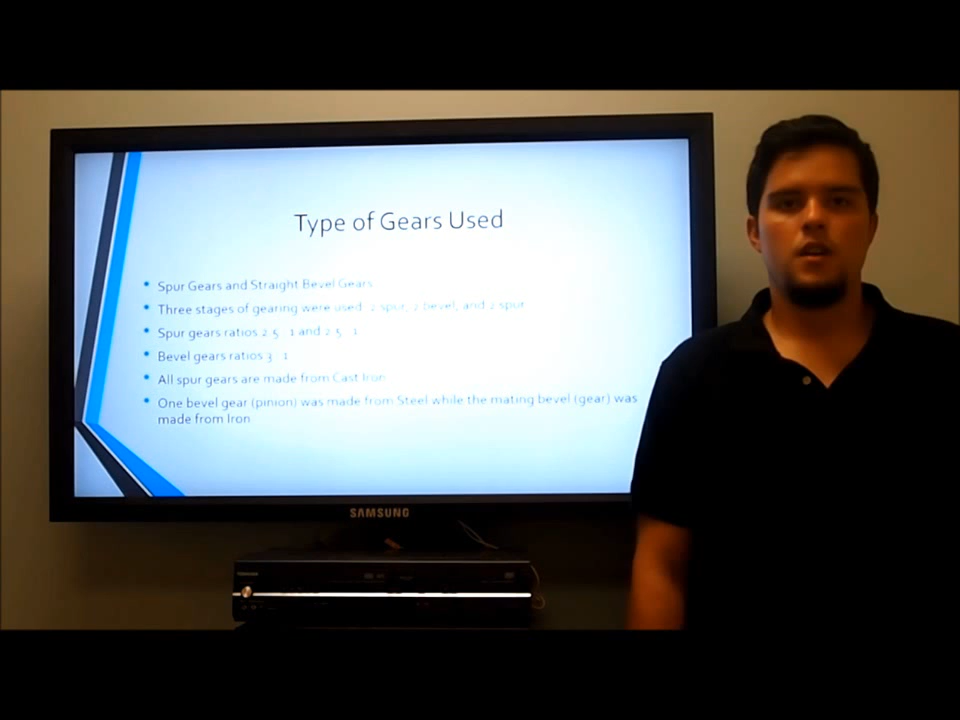 Type of Gears Used
• Spur Gears and Straight Bevel Gears
• Three stages of gearing were used: 2 spur, 2 bevel, and 2 spur
• Spur gears ratios 2.5 : 1 and 2.5 : 1
• Bevel gears ratios 3 : 1
• All spur gears are made from Cast Iron
• One bevel gear (pinion) was made from Steel while the mating bevel (gear) was
made from Iron
SAMSUNG
TOSHIBA